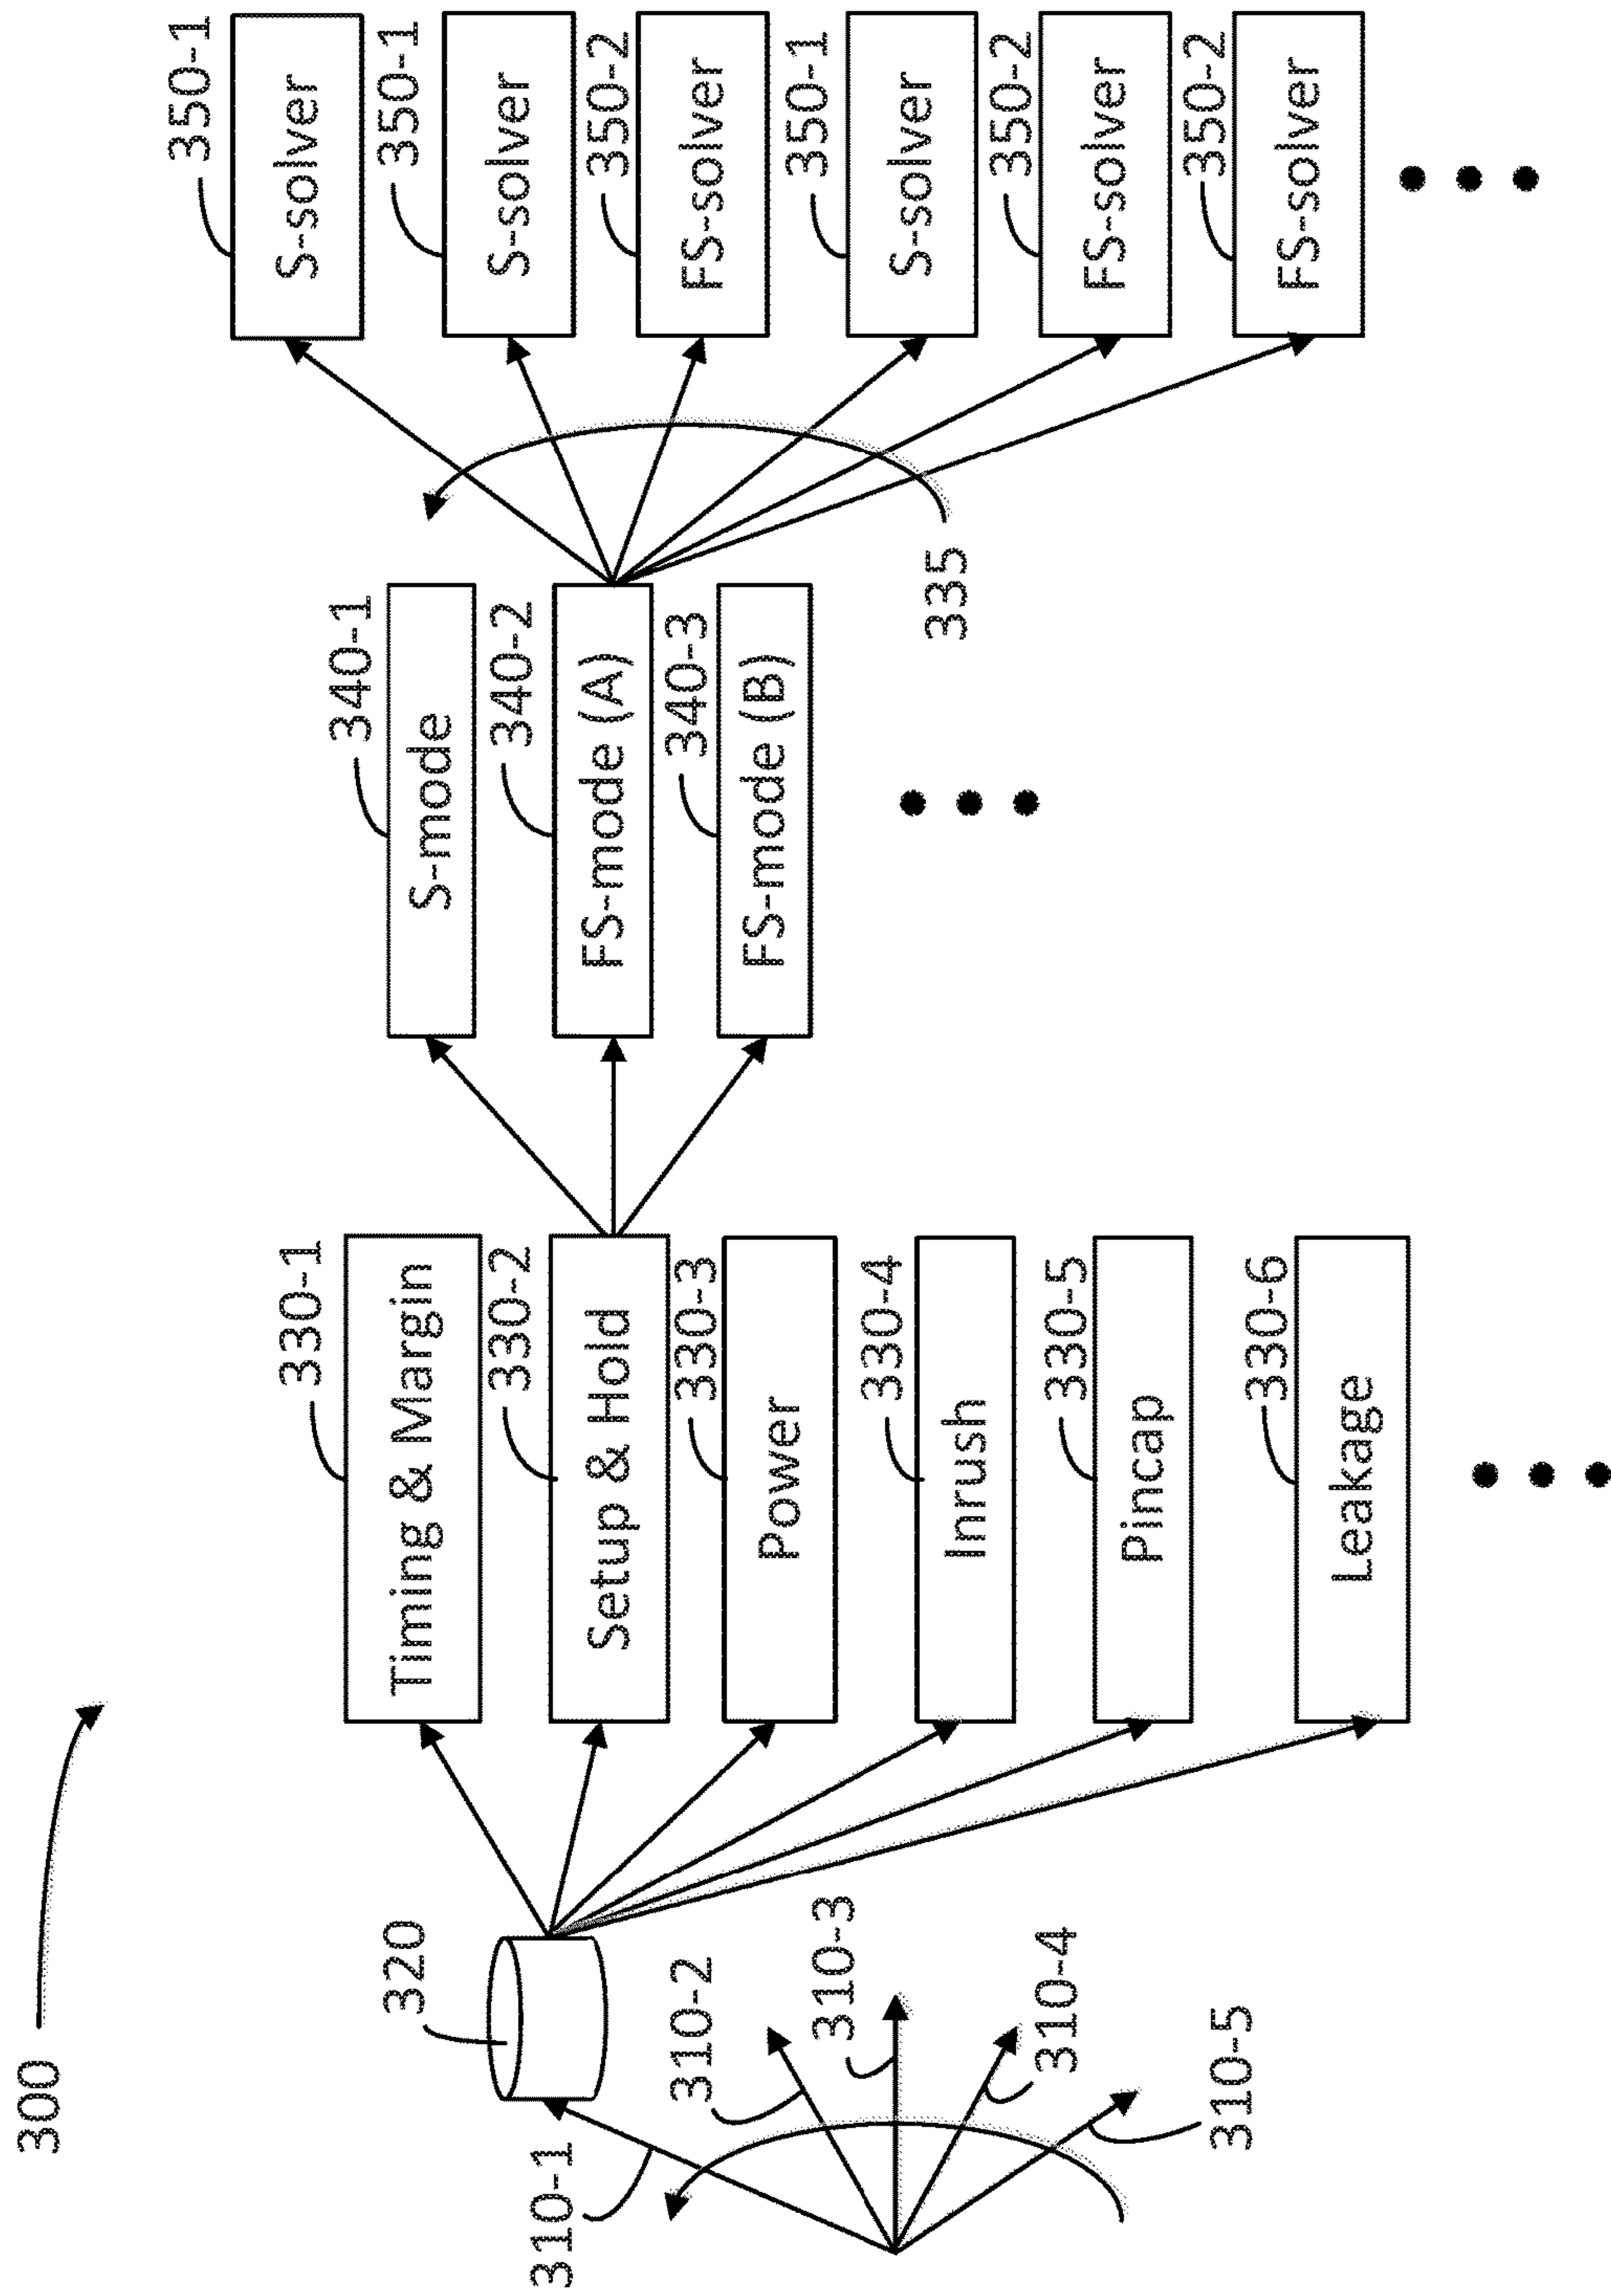 300
310-1
310-2
310-3
310-4
310-5
320
330-1
Timing & Margin
330-2
Setup & Hold
330-3
Power
330-4
Inrush
330-5
Pincap
330-6
Leakage
340-1
S-mode
340-2
FS-mode (A)
340-3
FS-mode (B)
335
350-1
S-solver
350-1
S-solver
350-2
FS-solver
350-1
S-solver
350-2
FS-solver
350-2
FS-solver